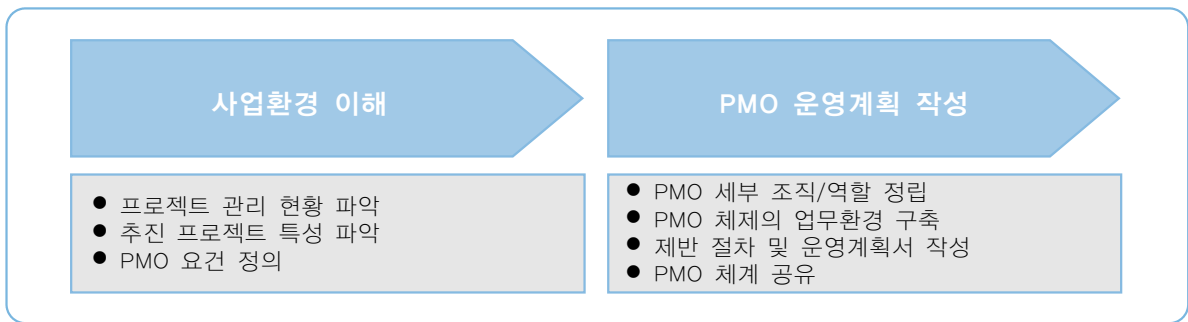 사업환경 이해
● 프로젝트 관리 현황 파악
● 추진 프로젝트 특성 파악
● PMO 요건 정의
PMO 운영계획 작성
● PMO 세부 조직/역할 정립
● PMO 체제의 업무환경 구축
● 제반 절차 및 운영계획서 작성
● PMO 체계 공유